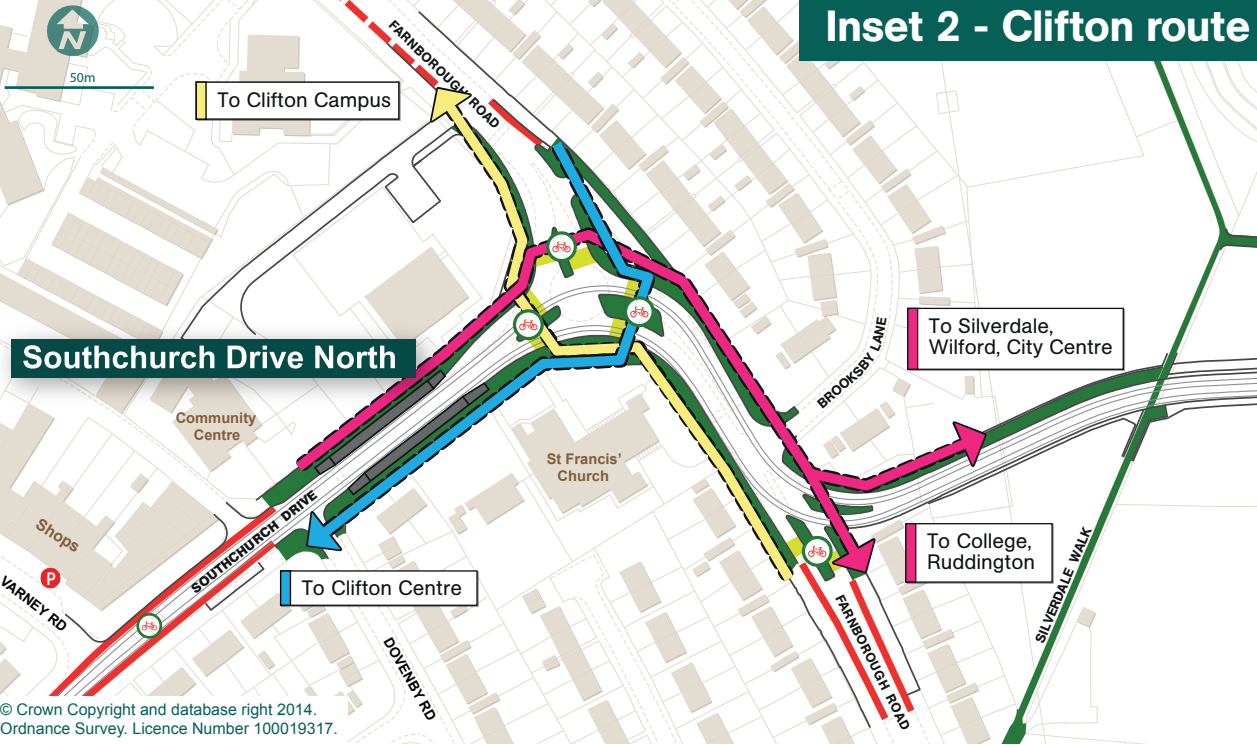 Inset 2 - Clifton route
N
50m
FARNBOROUGH ROAD
To Clifton Campus
Southchurch Drive North
To Silverdale,
Wilford, City Centre
BROOKSBY LANE
Community
Centre
St Francis'
Church
Shops
SOUTHCHURCH DRIVE
To College,
Ruddington
P
VARNEY RD
To Clifton Centre
SILVERDALE WALK
DOVENBY RD
FARNBOROUGH ROAD
© Crown Copyright and database right 2014.
Ordnance Survey. Licence Number 100019317.